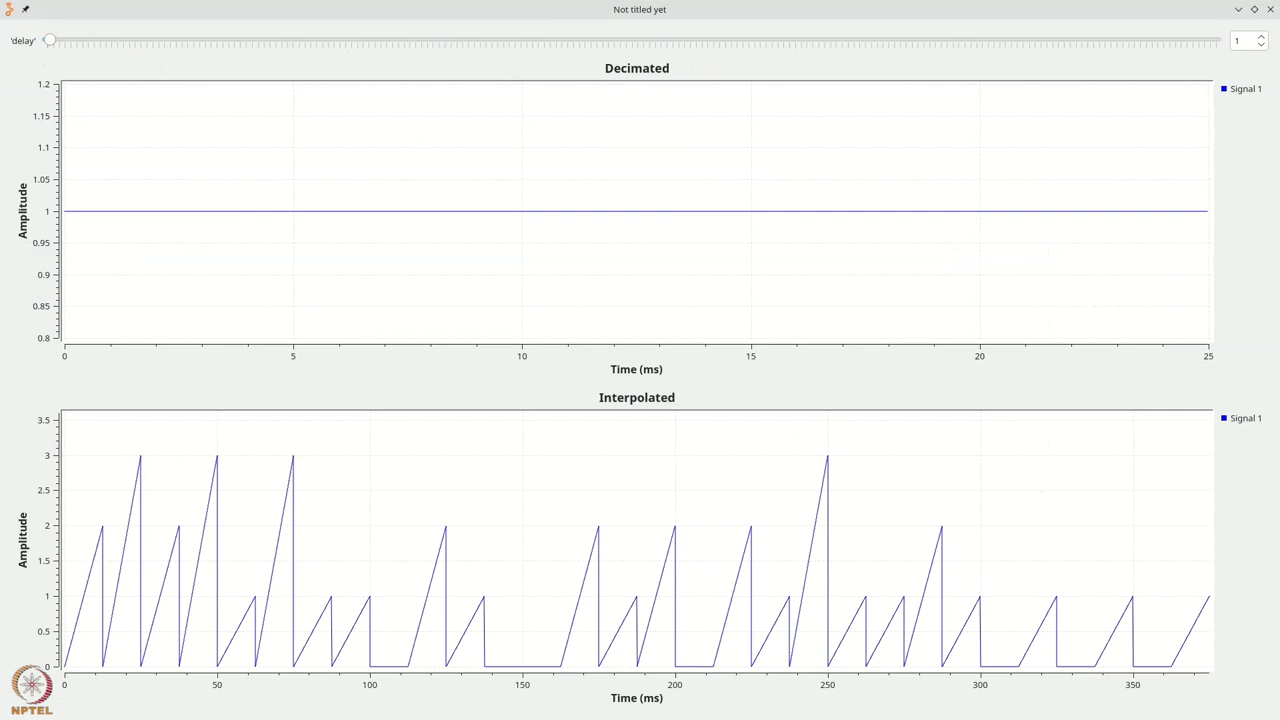 Not titled yet
'delay'
1
Decimated
Signal 1
1.2
1.15
1.1
1.05
1
0.95
0.9
0.85
0.8
Amplitude
0 5 10 15 20 25
Time (ms)
Interpolated
Signal 1
3.5
3
2.5
2
1.5
1
0.5
0
Amplitude
0 50 100 150 200 250 300 350
Time (ms)
NPTEL